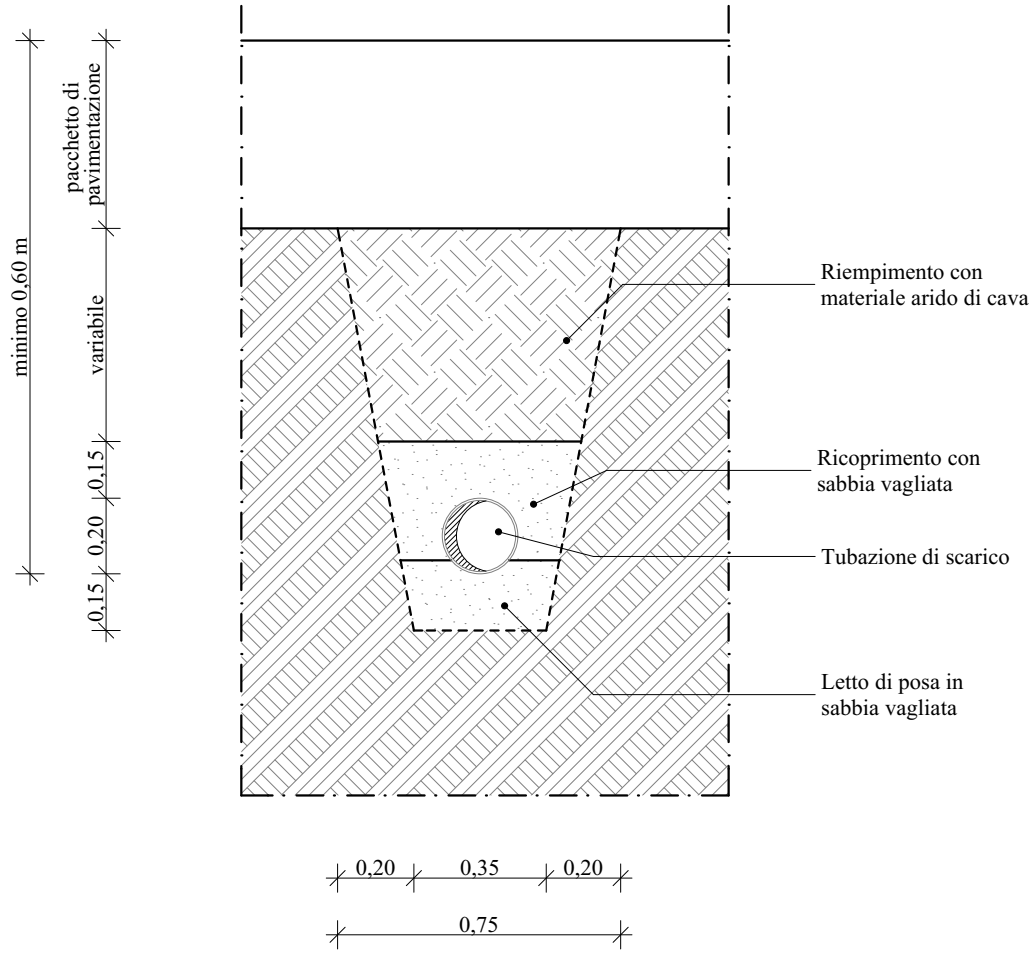 pacchetto di
pavimentazione
minimo 0,60 m
variabile
0,15
0,20
0,15
Riempimento con
materiale arido di cava
Ricoprimento con
sabbia vagliata
Tubazione di scarico
Letto di posa in
sabbia vagliata
0,20
0,35
0,20
0,75